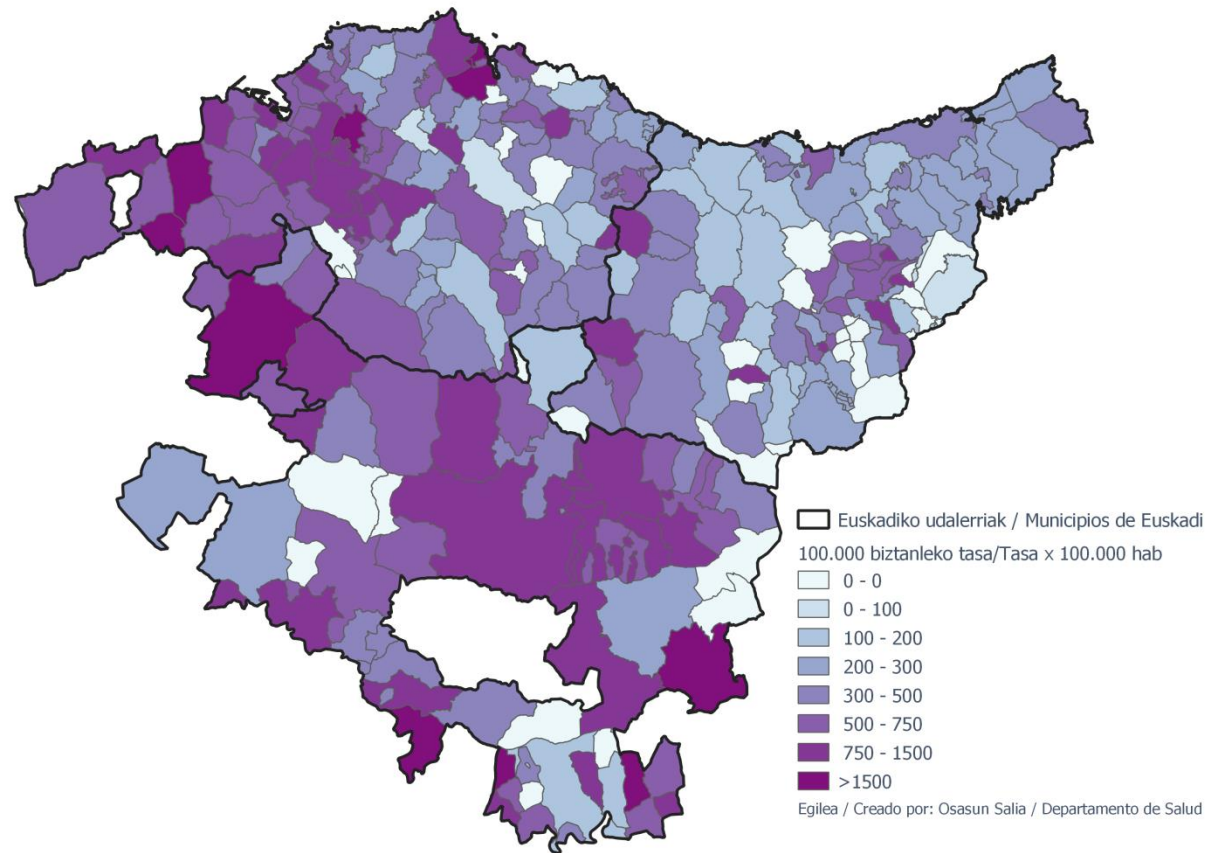 Euskadiko udalerriak / Municipios de Euskadi
100.000 biztanleko tasa/Tasa x 100.000 hab
0 - 0
0 - 100
100 - 200
200 - 300
300 - 500
500 - 750
750 - 1500
>1500
Egilea / Creado por: Osasun Salia / Departamento de Salud